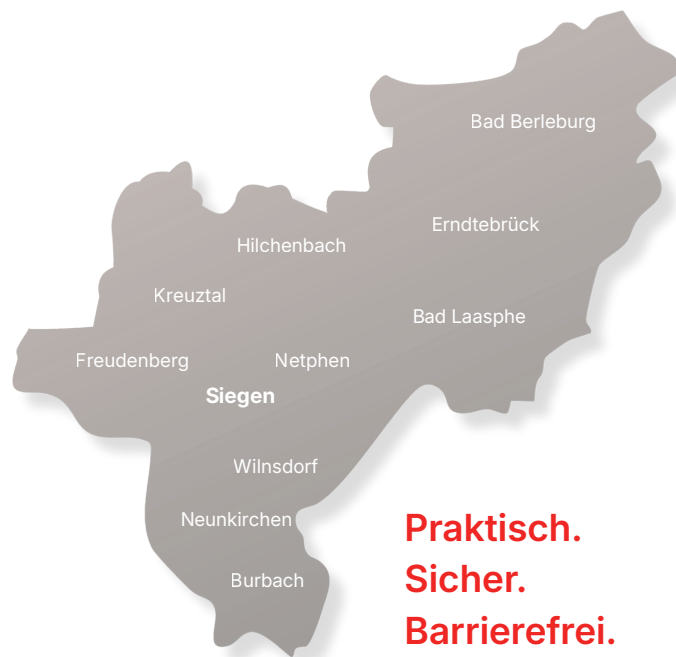 Bad Berleburg
Erndtebrück
Hilchenbach
Kreuztal
Bad Laasphe
Freudenberg
Netphen
Siegen
Wilnsdorf
Neunkirchen
Burbach
Praktisch.
Sicher.
Barrierefrei.